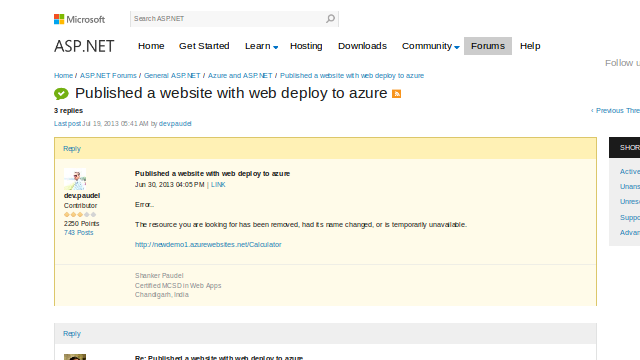 Microsoft
Search ASP.NET
ASP.NET
Home Get Started Learn Hosting Downloads Community Forums Help
Follow u
Home / ASP.NET Forums / General ASP.NET / Azure and ASP.NET / Published a website with web deploy to azure
Published a website with web deploy to azure
3 replies
‹ Previous Thre
Last post Jul 19, 2013 05:41 AM by dev.paudel
Reply
SHOR
Active
Unans
Unreso
Suppo
Advan
Published a website with web deploy to azure
Jun 30, 2013 04:05 PM | LINK
dev.paudel
Contributor
2250 Points
743 Posts
Error..
The resource you are looking for has been removed, had its name changed, or is temporarily unavailable.
http://newdemo1.azurewebsites.net/Calculator
Shanker Paudel
Certified MCSD in Web Apps
Chandigarh, India
Reply
Re: Published a website with web deploy to azure